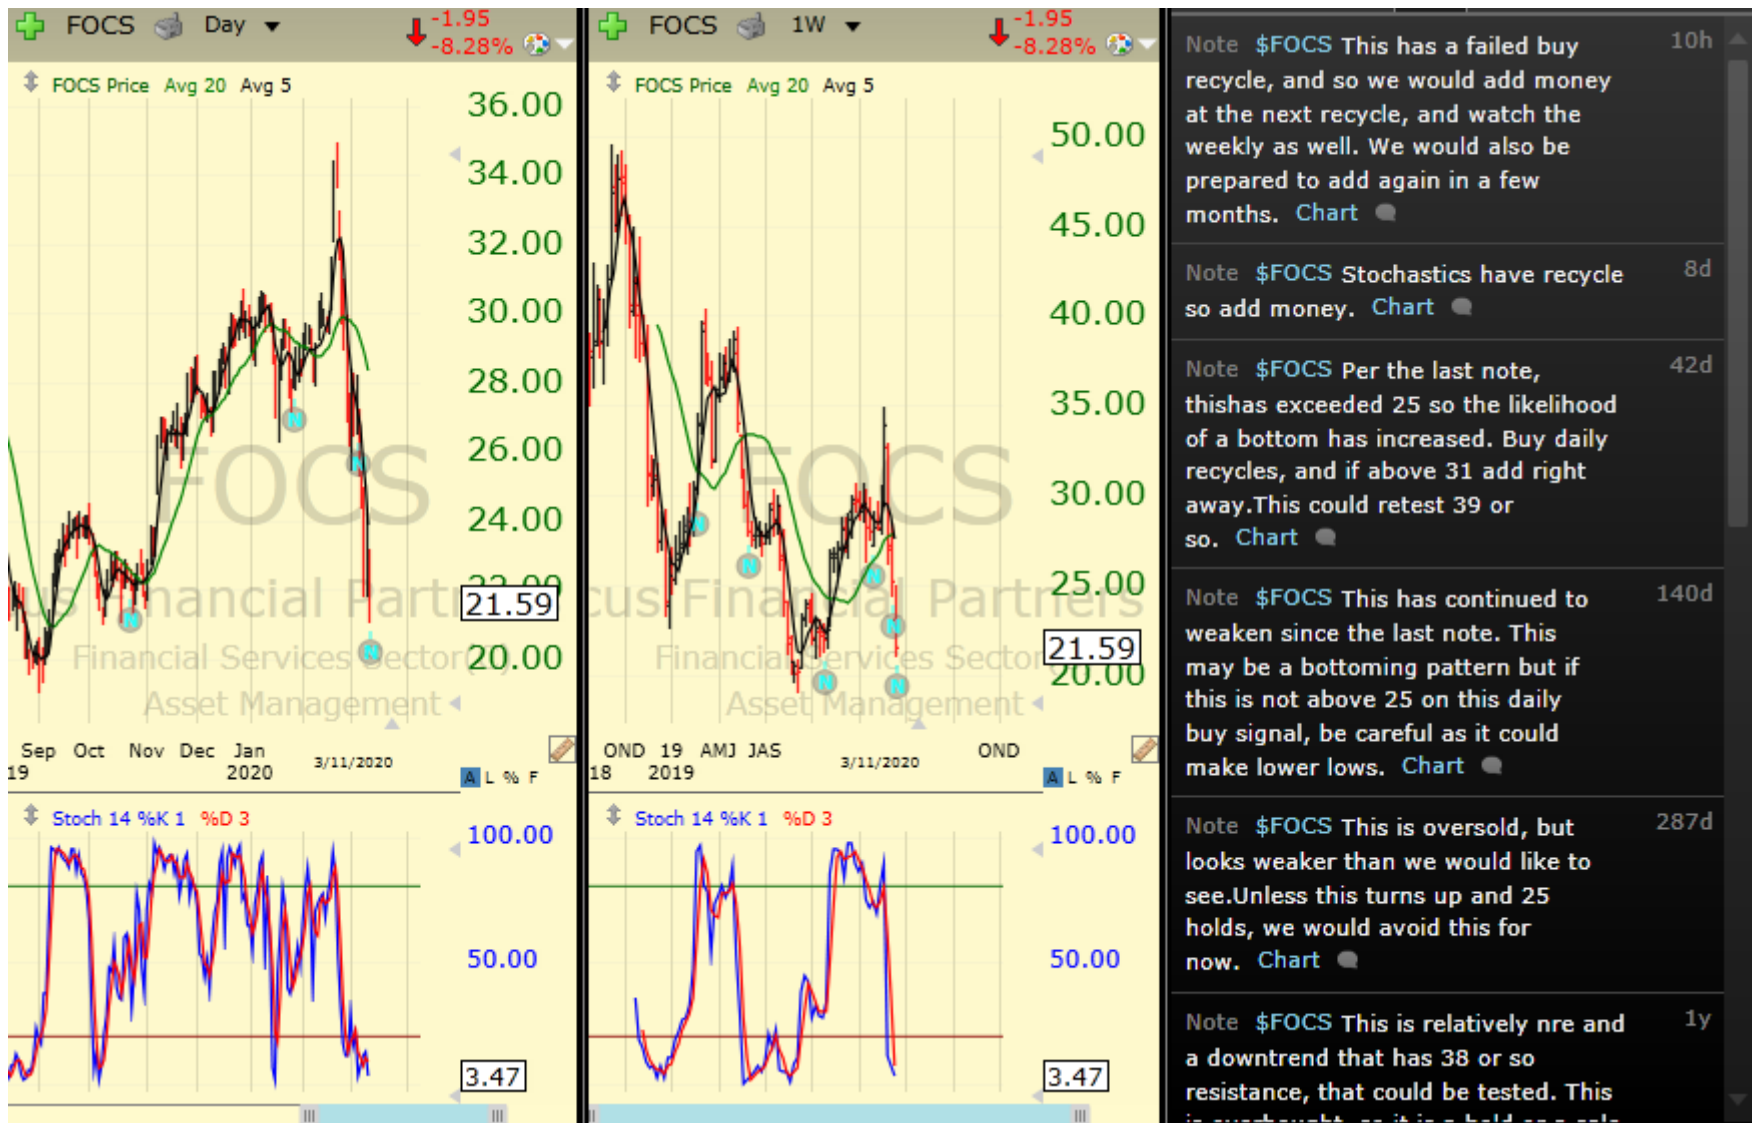 FOCS Day
-1.95
-8.28%
FOCS Price Avg 20 Avg 5
36.00
34.00
32.00
30.00
28.00
26.00
24.00
22.00
21.59
20.00
FOCS
Financial Services Sector
Asset Management
Sep Oct Nov Dec Jan
19 2020 3/11/2020
A L % F
Stoch 14 %K 1 %D 3
100.00
50.00
3.47
N
N
N
N
FOCS 1W
-1.95
-8.28%
FOCS Price Avg 20 Avg 5
50.00
45.00
40.00
35.00
30.00
25.00
21.59
20.00
FOCS
cus Financial Partners
Financial Services Sector
Asset Management
OND 19 AMJ JAS OND
18 2019 3/11/2020
A L % F
Stoch 14 %K 1 %D 3
100.00
50.00
3.47
N
N
N
N
N
N
Note $FOCS This has a failed buy 10h
recycle, and so we would add money
at the next recycle, and watch the
weekly as well. We would also be
prepared to add again in a few
months. Chart
Note $FOCS Stochastics have recycle 8d
so add money. Chart
Note $FOCS Per the last note, 42d
thishas exceeded 25 so the likelihood
of a bottom has increased. Buy daily
recycles, and if above 31 add right
away.This could retest 39 or
so. Chart
Note $FOCS This has continued to 140d
weaken since the last note. This
may be a bottoming pattern but if
this is not above 25 on this daily
buy signal, be careful as it could
make lower lows. Chart
Note $FOCS This is oversold, but 287d
looks weaker than we would like to
see.Unless this turns up and 25
holds, we would avoid this for
now. Chart
Note $FOCS This is relatively nre and 1y
a downtrend that has 38 or so
resistance, that could be tested. This